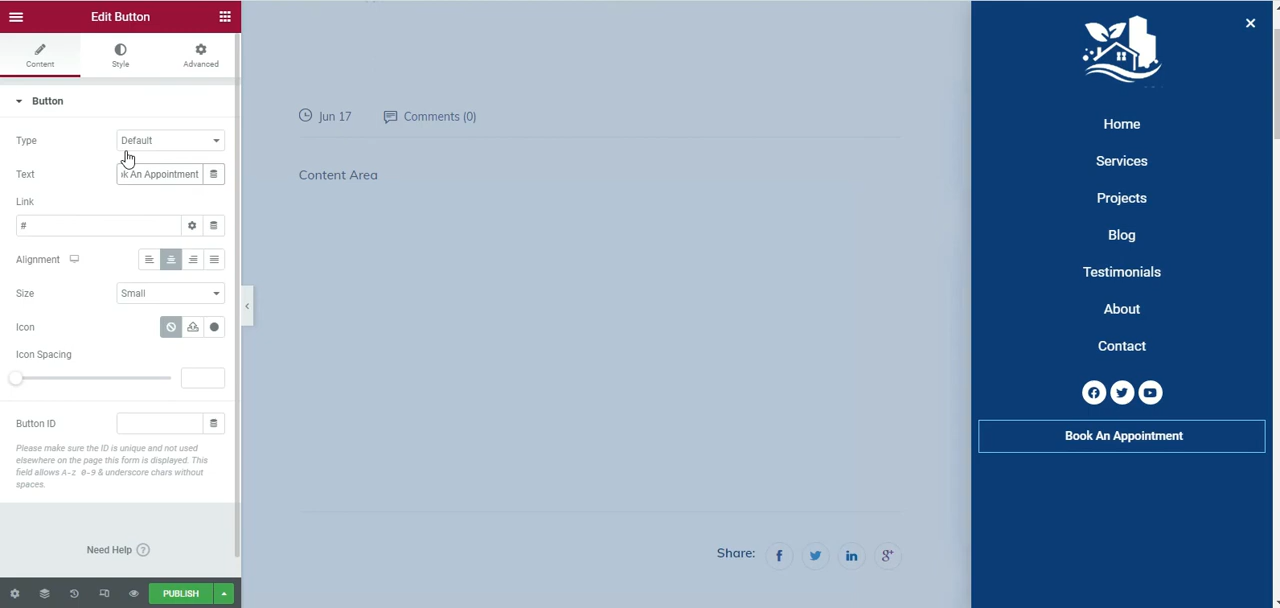 Edit Button
Content
Style
Advanced
Button
Type
Default
Text
k An Appointment
Link
#
Alignment
Size
Small
Icon
Icon Spacing
Button ID
Please make sure the ID is unique and not used
elsewhere on the page this form is displayed. This
field allows A-z 0-9 & underscore chars without
spaces.
Need Help ?
PUBLISH
Jun 17
Comments (0)
Content Area
Share:
Home
Services
Projects
Blog
Testimonials
About
Contact
Book An Appointment